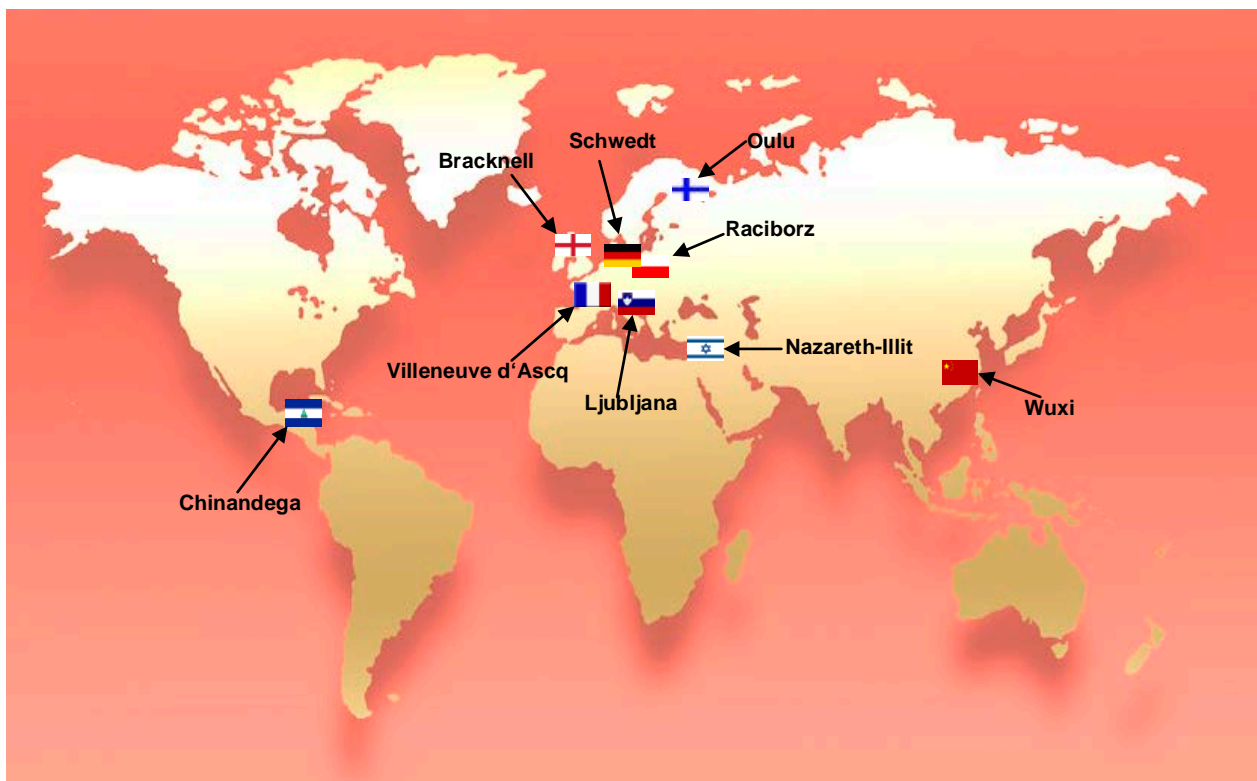 Schwedt
Oulu
Bracknell
Raciborz
Nazareth-Illit
Villeneuve d‘Ascq
Ljubljana
Wuxi
Chinandega